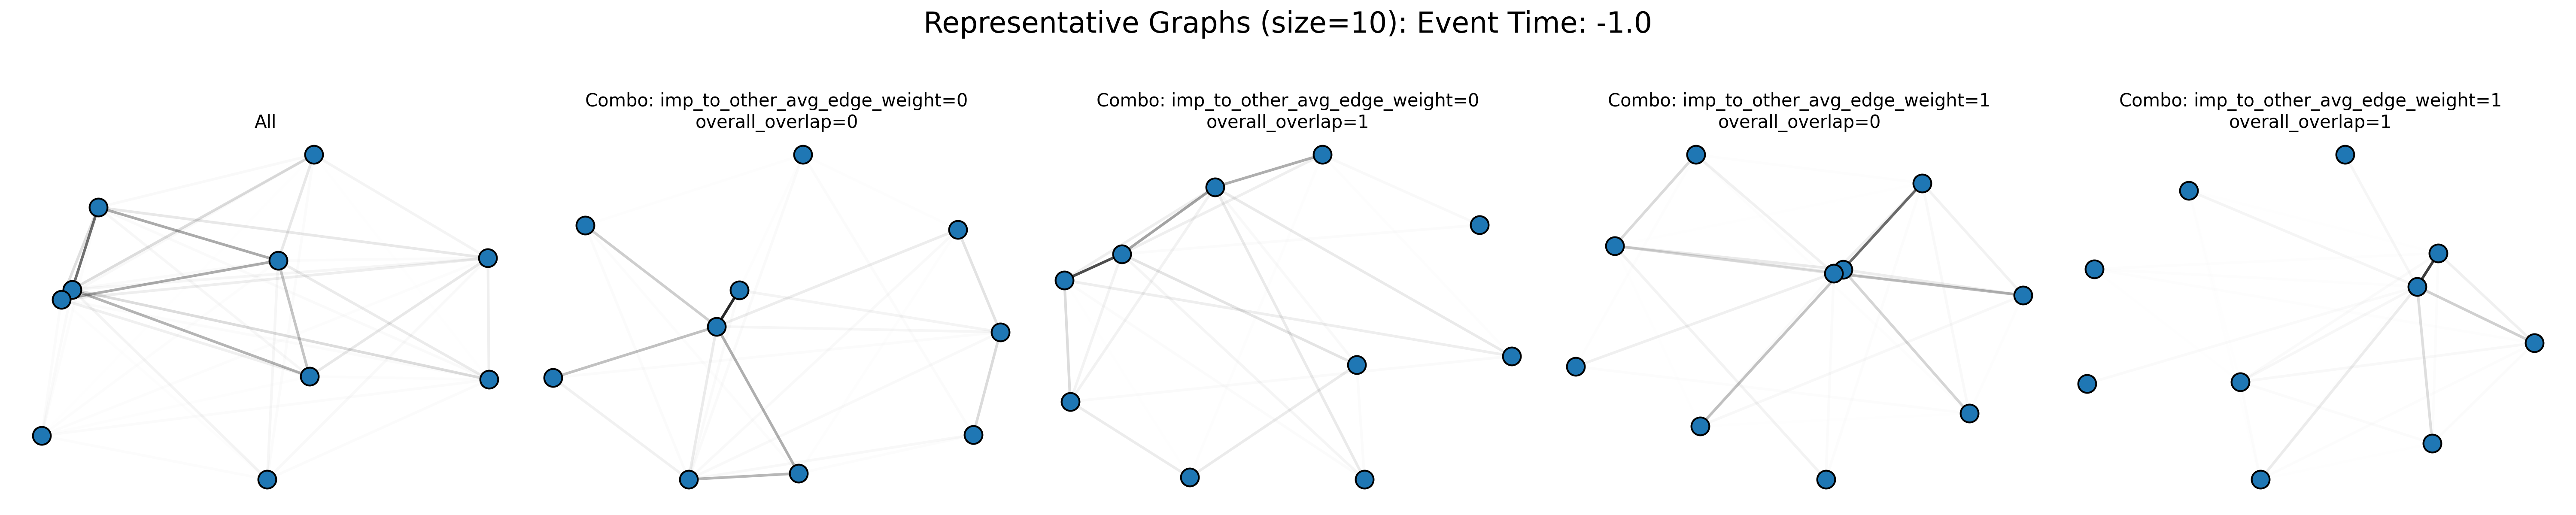 Representative Graphs (size=10): Event Time: -1.0
All
Combo: imp_to_other_avg_edge_weight=0
overall_overlap=0
Combo: imp_to_other_avg_edge_weight=0
overall_overlap=1
Combo: imp_to_other_avg_edge_weight=1
overall_overlap=0
Combo: imp_to_other_avg_edge_weight=1
overall_overlap=1